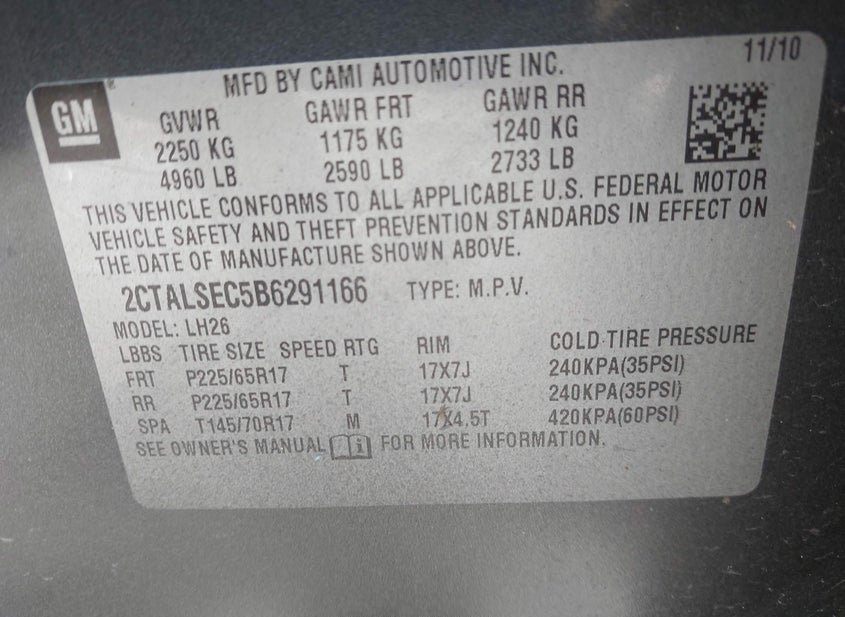 11/10
MFD BY CAMI AUTOMOTIVE INC.
GM
GVWR GAWR FRT GAWR RR
2250 KG 1175 KG 1240 KG
4960 LB 2590 LB 2733 LB
THIS VEHICLE CONFORMS TO ALL APPLICABLE U.S. FEDERAL MOTOR
VEHICLE SAFETY AND THEFT PREVENTION STANDARDS IN EFFECT ON
THE DATE OF MANUFACTURE SHOWN ABOVE.
2CTALSEC5B6291166 TYPE: M.P.V.
MODEL: LH26
LBBS TIRE SIZE SPEED RTG RIM COLD TIRE PRESSURE
FRT P225/65R17 T 17X7J 240KPA(35PSI)
RR P225/65R17 T 17X7J 240KPA(35PSI)
SPA T145/70R17 M 17X4.5T 420KPA(60PSI)
SEE OWNER'S MANUAL i FOR MORE INFORMATION.